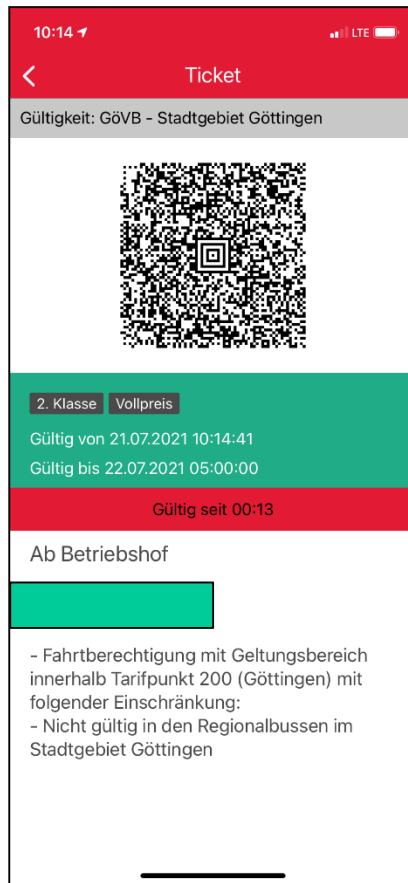 10:14
LTE
Ticket
Gültigkeit: GöVB - Stadtgebiet Göttingen
2. Klasse Vollpreis
Gültig von 21.07.2021 10:14:41
Gültig bis 22.07.2021 05:00:00
Gültig seit 00:13
Ab Betriebshof
- Fahrtberechtigung mit Geltungsbereich
innerhalb Tarifpunkt 200 (Göttingen) mit
folgender Einschränkung:
- Nicht gültig in den Regionalbussen im
Stadtgebiet Göttingen